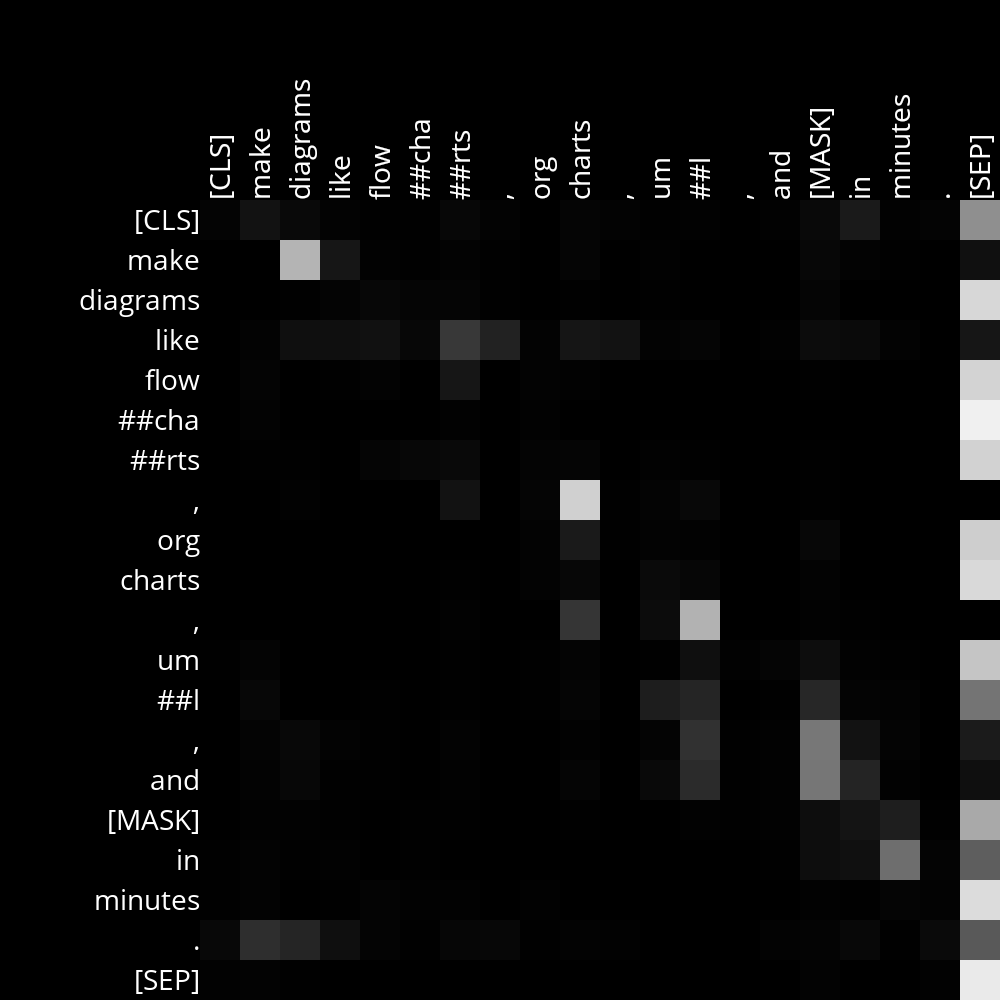 [CLS] make diagrams like flow ##cha ##rts , org charts , um ##l , and [MASK] in minutes . [SEP]
[CLS]
make
diagrams
like
flow
##cha
##rts
,
org
charts
,
um
##l
,
and
[MASK]
in
minutes
.
[SEP]